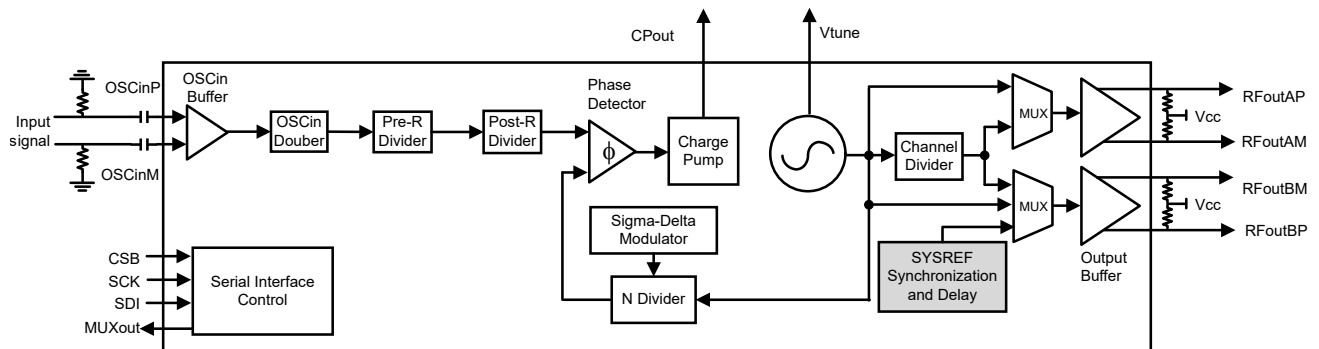 CPout
Vtune
OSCinP
OSCin
Buffer
Input
signal
OSCinM
OSCin
Douber
Pre-R
Divider
Post-R
Divider
Phase
Detector
ϕ
Charge
Pump
Channel
Divider
MUX
MUX
RFoutAP
Vcc
RFoutAM
RFoutBM
Vcc
RFoutBP
Output
Buffer
Sigma-Delta
Modulator
N Divider
SYSREF
Synchronization
and Delay
CSB
SCK
SDI
MUXout
Serial Interface
Control